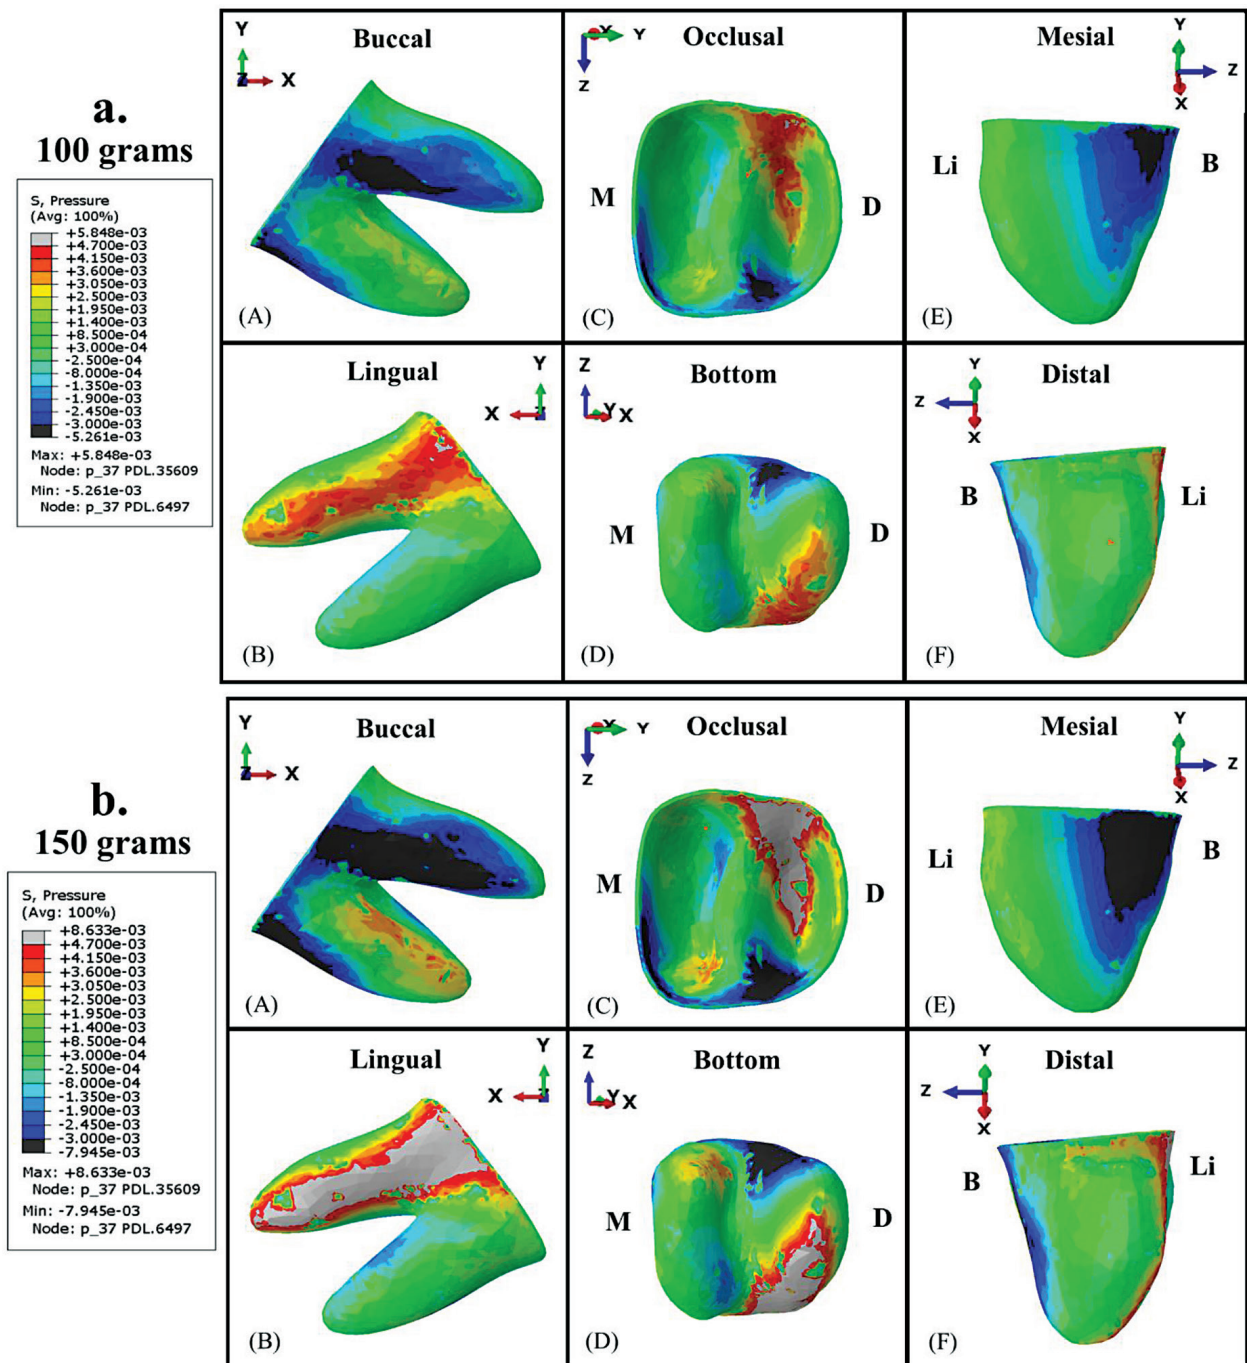 a.
100 grams
S, Pressure
(Avg: 100%)
+5.848e-03
+4.700e-03
+4.150e-03
+3.600e-03
+3.050e-03
+2.500e-03
+1.950e-03
+1.400e-03
+8.500e-04
+3.000e-04
-2.500e-04
-8.000e-04
-1.350e-03
-1.900e-03
-2.450e-03
-3.000e-03
-5.261e-03
Max: +5.848e-03
Node: p_37 PDL.35609
Min: -5.261e-03
Node: p_37 PDL.6497
Buccal
Y
Z X
(A)
Occlusal
X Y
Z
M
D
(C)
Mesial
Y
Z
X
Li
B
(E)
Lingual
Y
X Z
(B)
Bottom
Z
Y X
M
D
(D)
Distal
Y
Z
X
B
Li
(F)
b.
150 grams
S, Pressure
(Avg: 100%)
+8.633e-03
+4.700e-03
+4.150e-03
+3.600e-03
+3.050e-03
+2.500e-03
+1.950e-03
+1.400e-03
+8.500e-04
+3.000e-04
-2.500e-04
-8.000e-04
-1.350e-03
-1.900e-03
-2.450e-03
-3.000e-03
-7.945e-03
Max: +8.633e-03
Node: p_37 PDL.35609
Min: -7.945e-03
Node: p_37 PDL.6497
Buccal
Y
Z X
(A)
Occlusal
X Y
Z
M
D
(C)
Mesial
Y
Z
X
Li
B
(E)
Lingual
Y
X Z
(B)
Bottom
Z
Y X
M
D
(D)
Distal
Y
Z
X
B
Li
(F)